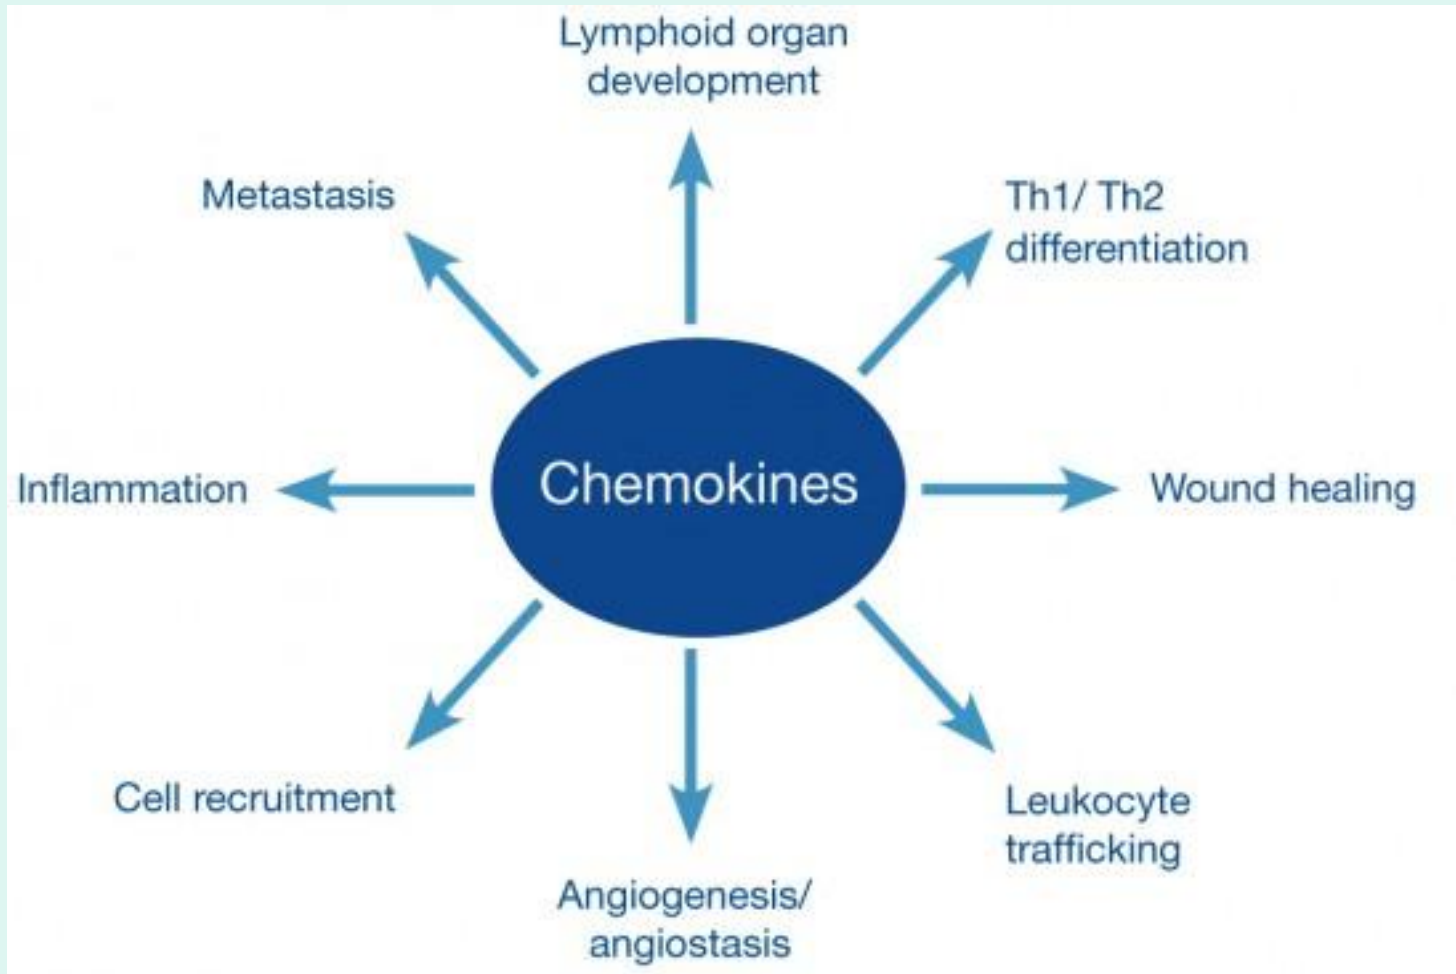 Lymphoid organ
development
Metastasis
Th1/ Th2
differentiation
Inflammation
Chemokines
Wound healing
Cell recruitment
Leukocyte
trafficking
Angiogenesis/
angiostasis